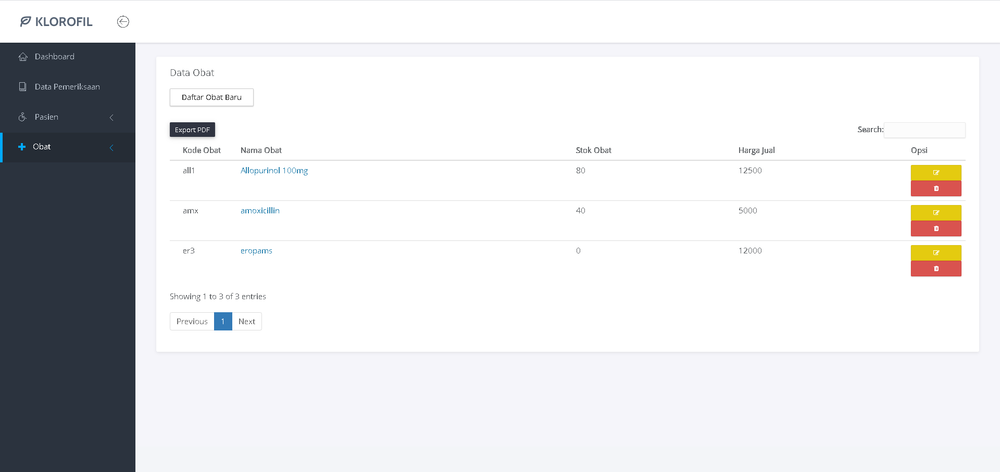 KLOROFIL
Dashboard
Data Pemeriksaan
Pasien
Obat
Data Obat
Daftar Obat Baru
Export PDF
Search:
Kode Obat Nama Obat Stok Obat Harga Jual Opsi
all1 Allopurinol 100mg 80 12500
amx amoxicillin 40 5000
er3 eropams 0 12000
Showing 1 to 3 of 3 entries
Previous 1 Next